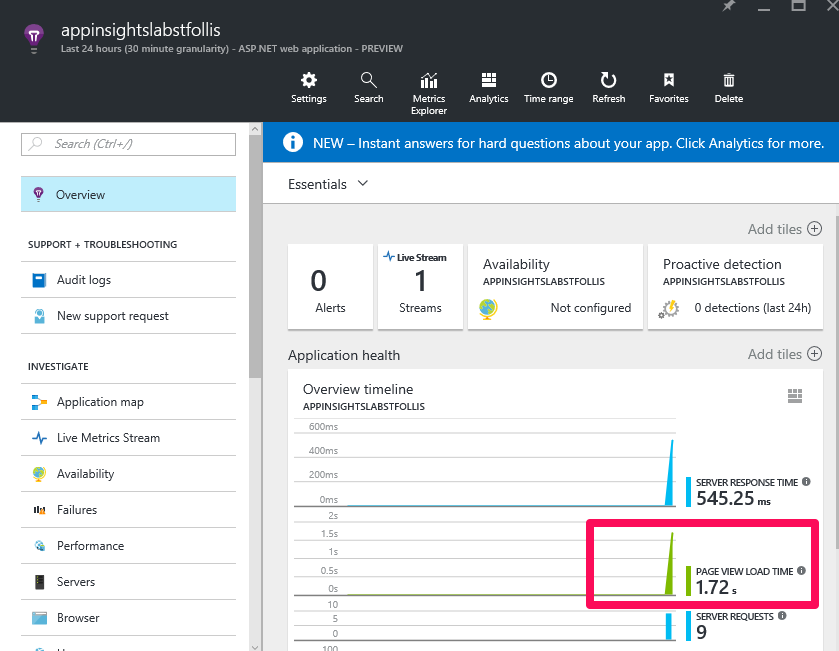 appinsightslabstfollis
Last 24 hours (30 minute granularity) - ASP.NET web application - PREVIEW
Settings
Search
Metrics
Explorer
Analytics
Time range
Refresh
Favorites
Delete
Search (Ctrl+/)
Overview
SUPPORT + TROUBLESHOOTING
Audit logs
New support request
INVESTIGATE
Application map
Live Metrics Stream
Availability
Failures
Performance
Servers
Browser
NEW – Instant answers for hard questions about your app. Click Analytics for more.
Essentials
Add tiles
0
Alerts
Live Stream
1
Streams
Availability
APPINSIGHTSLABSTFOLLIS
Not configured
Proactive detection
APPINSIGHTSLABSTFOLLIS
0 detections (last 24h)
Application health
Add tiles
Overview timeline
APPINSIGHTSLABSTFOLLIS
600ms
400ms
200ms
0ms
SERVER RESPONSE TIME
545.25 ms
2s
1.5s
1s
0.5s
0s
PAGE VIEW LOAD TIME
1.72 s
10
5
0
SERVER REQUESTS
9
100